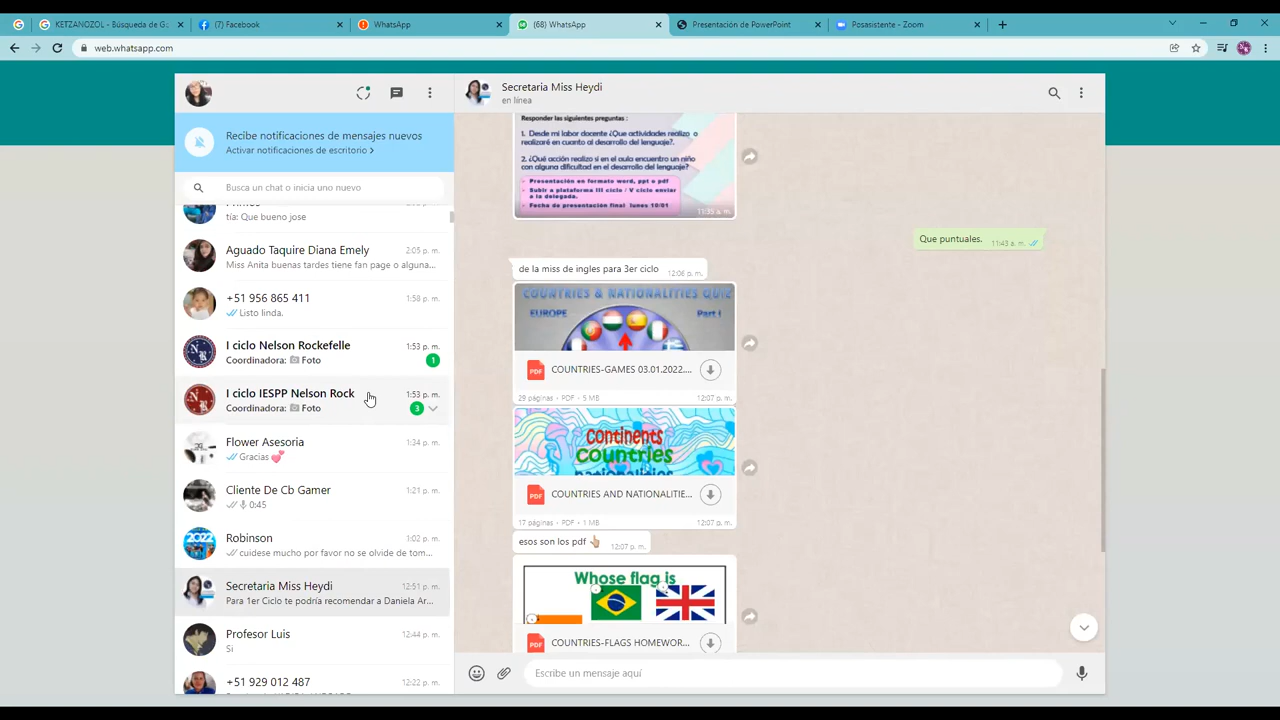 KETZANOZOL - Búsqueda de G
(7) Facebook
WhatsApp
(68) WhatsApp
Presentación de PowerPoint
Posasistente - Zoom
web.whatsapp.com
Recibe notificaciones de mensajes nuevos
Activar notificaciones de escritorio >
Busca un chat o inicia uno nuevo
tía: Que bueno jose
Aguado Taquire Diana Emely
2:05 p. m.
Miss Anita buenas tardes tiene fan page o alguna...
+51 956 865 411
1:58 p. m.
Listo linda.
I ciclo Nelson Rockefelle
1:53 p. m.
Coordinadora: Foto
1
I ciclo IESPP Nelson Rock
1:53 p. m.
Coordinadora: Foto
3
Flower Asesoria
1:34 p. m.
Gracias
Cliente De Cb Gamer
1:21 p. m.
0:45
Robinson
1:02 p. m.
cuidese mucho por favor no se olvide de tom...
Secretaria Miss Heydi
12:51 p. m.
Para 1er Ciclo te podría recomendar a Daniela Ar...
Profesor Luis
12:44 p. m.
Si
+51 929 012 487
12:22 p. m.
Secretaria Miss Heydi
en línea
Responder las siguientes preguntas :
1. Desde mi labor docente ¿Que actividades realizo o
realizaré en cuanto al desarrollo del lenguaje?.
2. ¿Qué acción realizo si en el aula encuentro un niño
con alguna dificultad en el desarrollo del lenguaje?.
Presentación en formato word, ppt o pdf
Subir a plataforma III ciclo / V ciclo enviar
a la delegado.
Fecha de presentación final lunes 10/01
11:35 a. m.
Que puntuales.
11:43 a. m.
de la miss de ingles para 3er ciclo
12:06 p. m.
COUNTRIES & NATIONALITIES QUIZ
EUROPE
Part I
PDF
COUNTRIES-GAMES 03.01.2022....
29 páginas • PDF • 5 MB
12:07 p. m.
Continents
countries
nationalities
PDF
COUNTRIES AND NATIONALITIE...
17 páginas • PDF • 1 MB
12:07 p. m.
esos son los pdf
12:07 p. m.
Whose flag is
PDF
COUNTRIES-FLAGS HOMEWOR...
Escribe un mensaje aquí